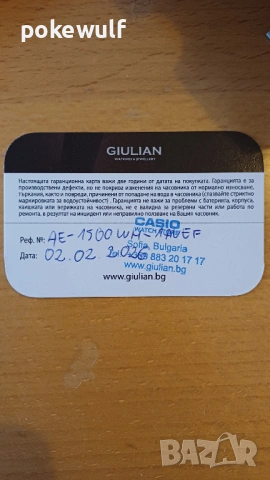 pokewulf
GIULIAN
WATCHES & JEWELLERY
Настоящата гаранционна карта важи две години от датата на покупката. Гаранцията е за
производствени дефекти, но не покрива изменения на часовника от нормално износване,
търкания, както и повреди, причинени от попадане на вода в часовника (спазвайте стриктно
маркировката за водоустойчивост). Гаранцията не важи за проблеми с батерията, корпуса,
каишката или верижката на часовника, не е валидна за резервни части или работа по
ремонта, в резултат на инцидент или неправилно ползване на Вашия часовник.
CASIO
WATCH
Реф. №: AE-1500WH-1AVEF
Sofia, Bulgaria
Дата: 02.02.2026
883 20 17 17
www.giulian.bg
www.giulian.bg
bazar
БГ